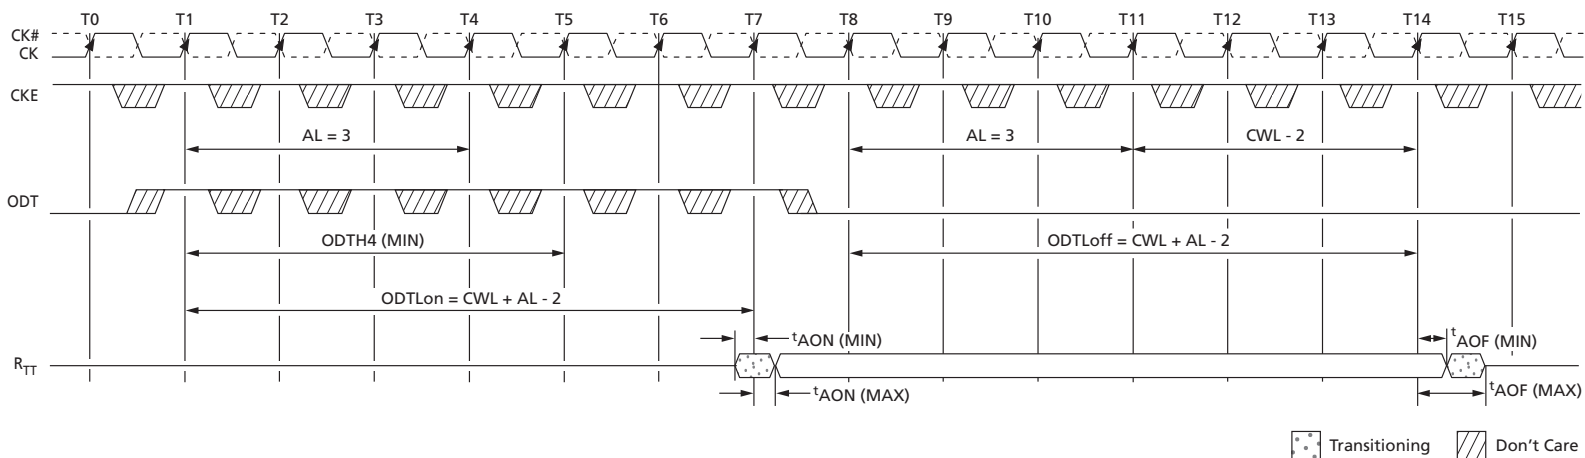 T0 T1 T2 T3 T4 T5 T6 T7 T8 T9 T10 T11 T12 T13 T14 T15
CK#
CK
CKE
AL = 3 AL = 3 CWL - 2
ODT
ODTH4 (MIN) ODTLoff = CWL + AL - 2
ODTLon = CWL + AL - 2
tAON (MIN) tAOF (MIN)
RTT
tAON (MAX) tAOF (MAX)
Transitioning Don't Care